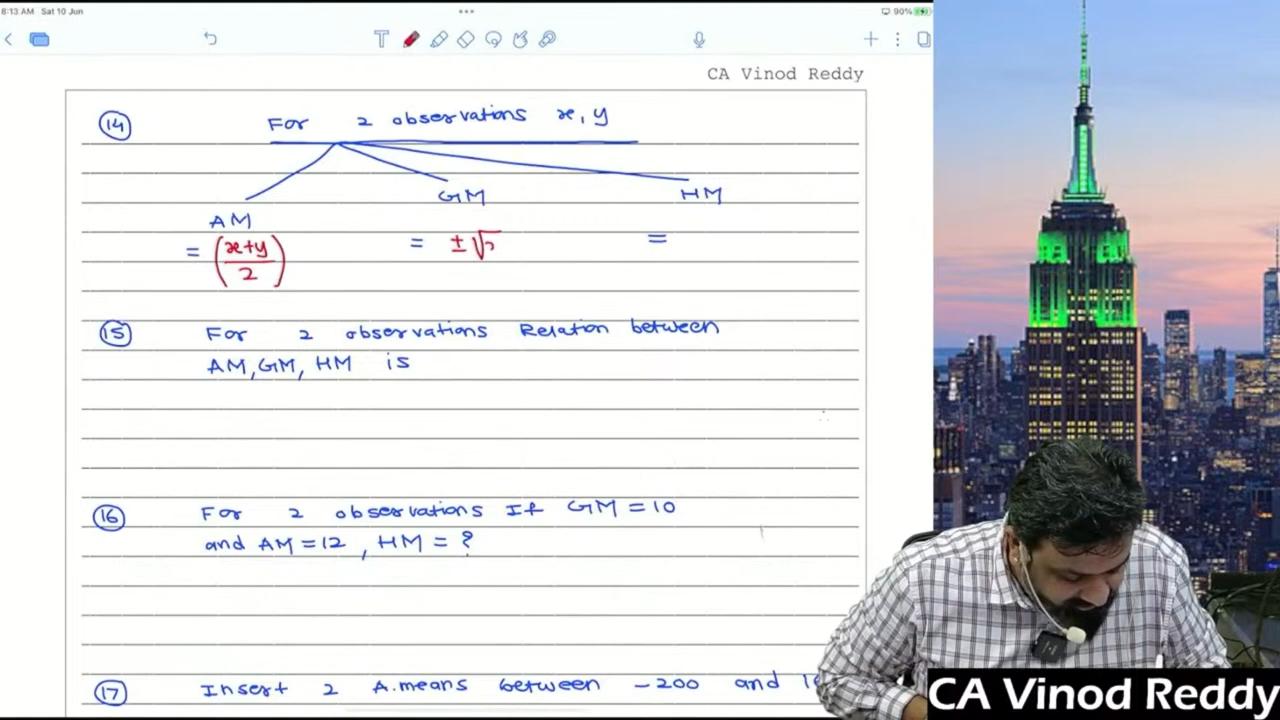 8:13 AM Sat 10 Jun
90%
CA Vinod Reddy
14 For 2 observations x, y
AM GM HM
= (x+y/2) = ±√ =
15 For 2 observations Relation between
AM, GM, HM is
16 For 2 observations If GM = 10
and AM = 12, HM = ?
17 Insert 2 A.means between -200 and
CA Vinod Reddy